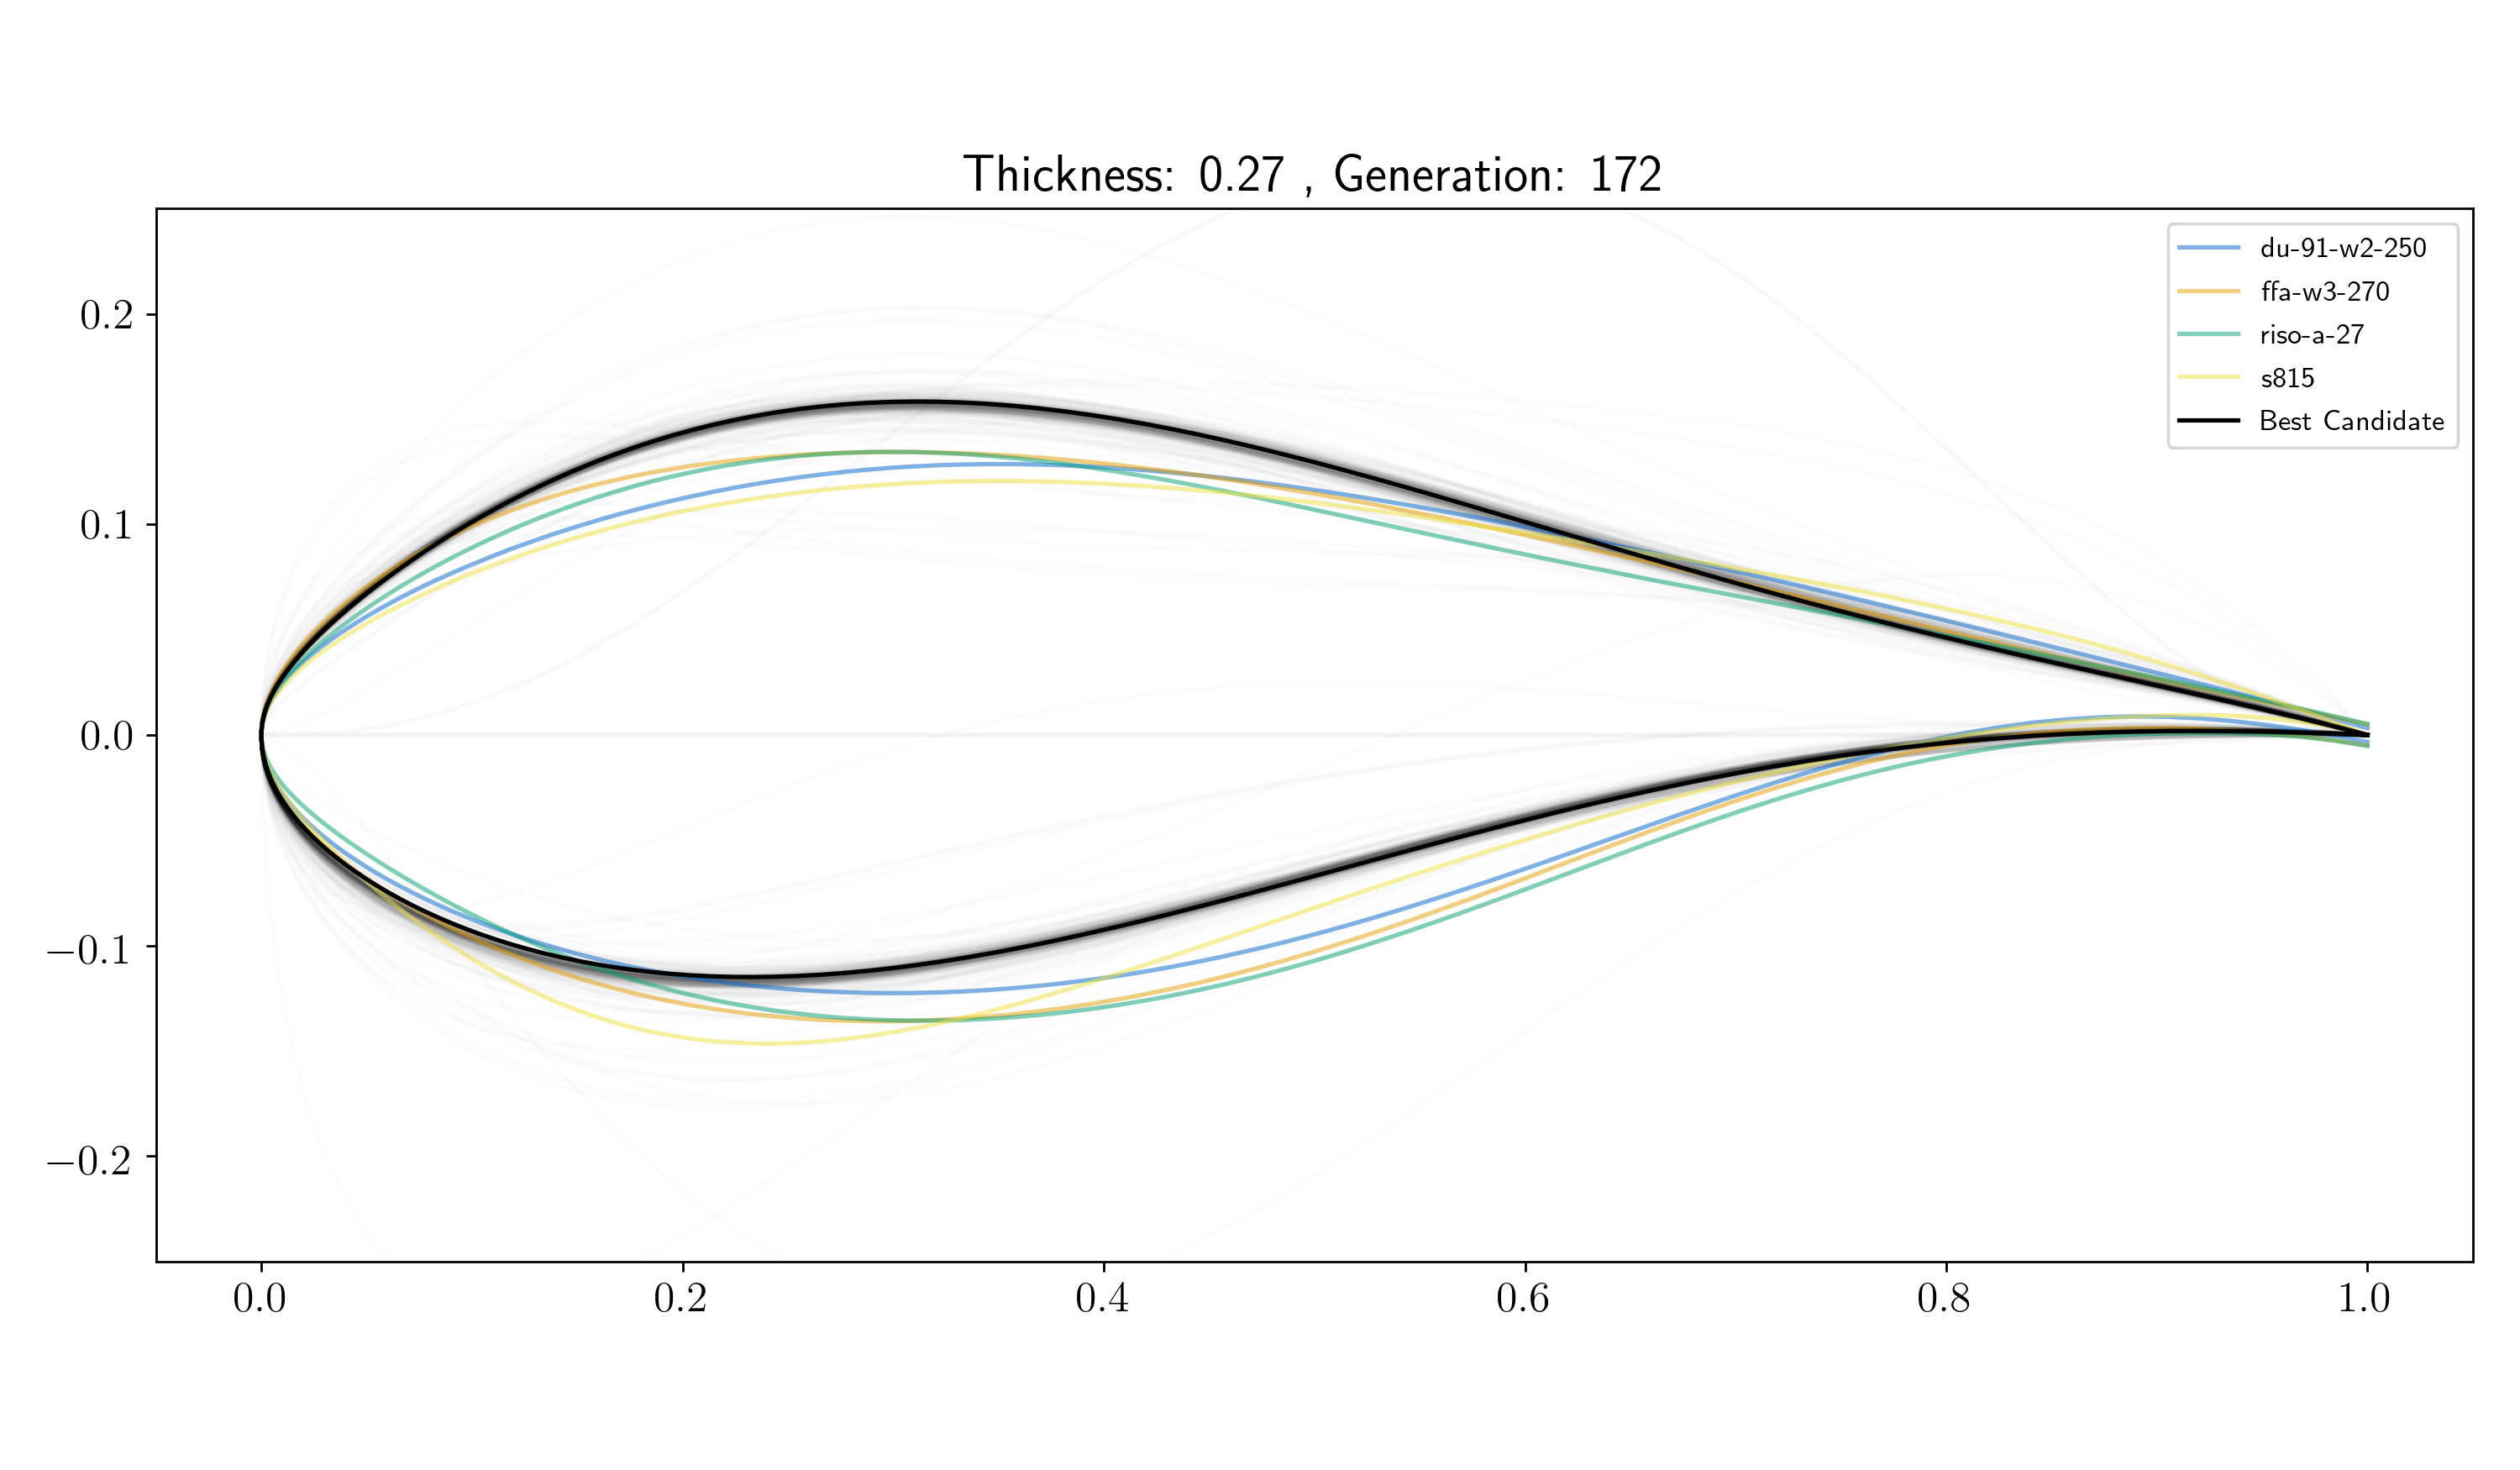 Thickness: 0.27 , Generation: 172
du-91-w2-250
ffa-w3-270
riso-a-27
s815
Best Candidate
0.2
0.1
0.0
−0.1
−0.2
0.0 0.2 0.4 0.6 0.8 1.0